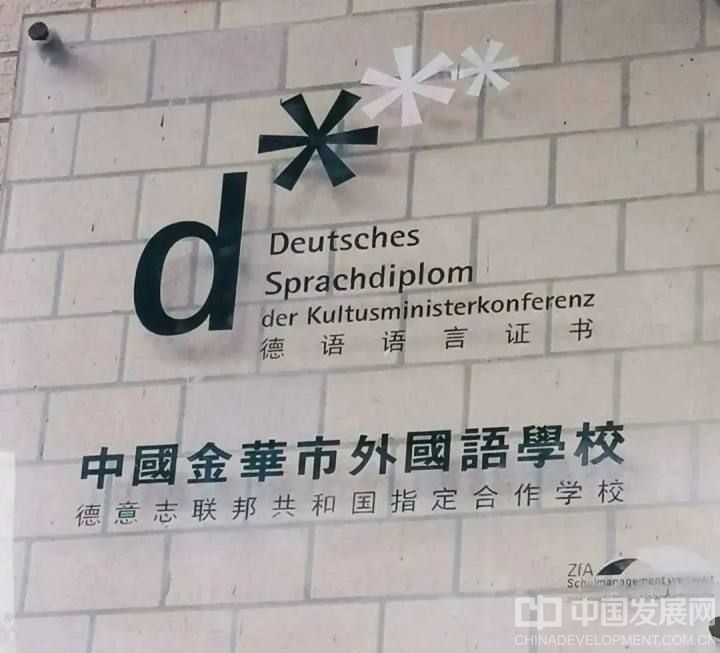 d
Deutsches
Sprachdiplom
der Kultusministerkonferenz
德语语言证书
中國金華市外國語學校
德意志联邦共和国指定合作学校
ZfA
Schulmanagement weltweit
中国发展网
CHINADEVELOPMENT.COM.CN